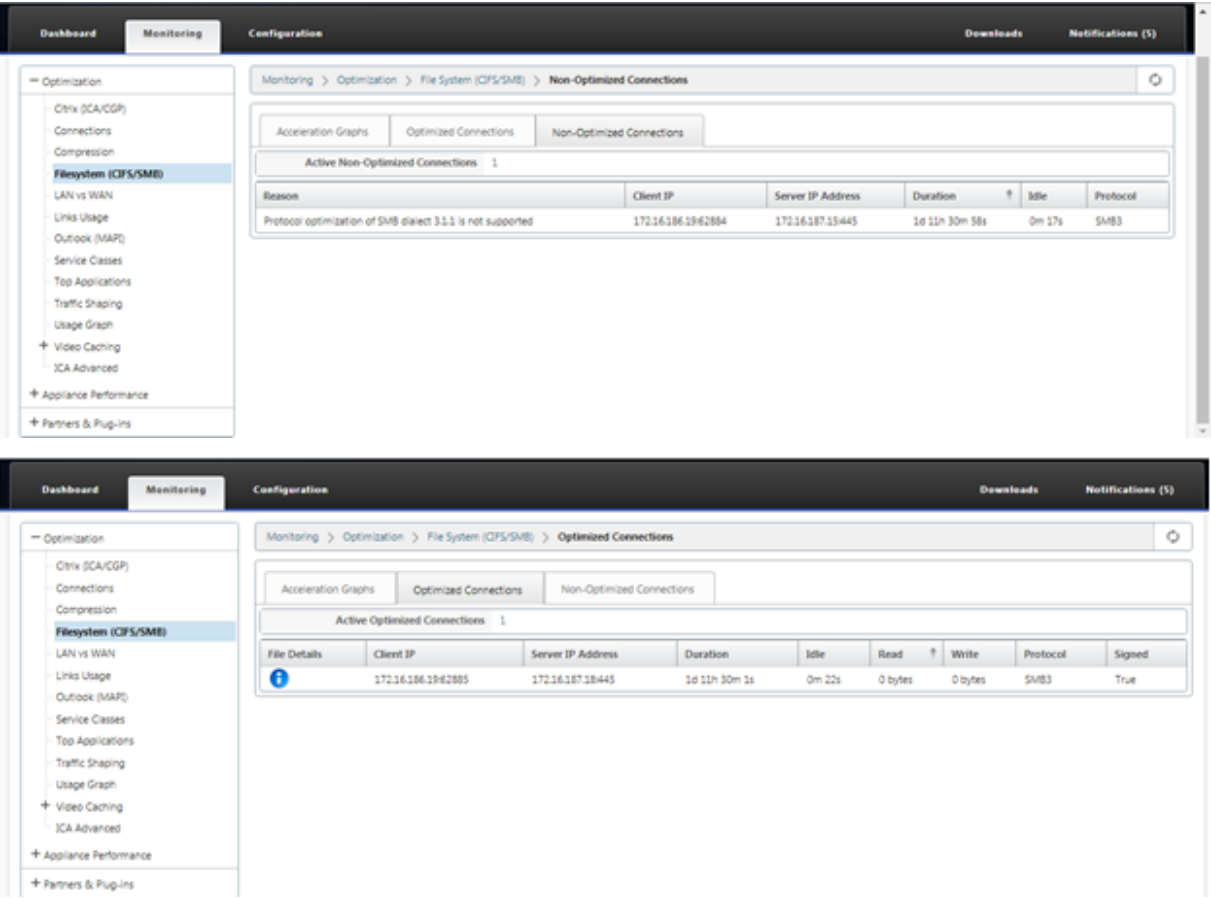 Dashboard Monitoring Configuration Downloads Notifications (5)
Optimization
Monitoring > Optimization > File System (CIFS/SMB) > Non-Optimized Connections
Citrix (ICA/CGP)
Connections
Compression
Filesystem (CIFS/SMB)
LAN vs WAN
Links Usage
Outlook (MAPI)
Service Classes
Top Applications
Traffic Shaping
Usage Graph
+ Video Caching
ICA Advanced
+ Appliance Performance
+ Partners & Plug-ins
Acceleration Graphs Optimized Connections Non-Optimized Connections
Active Non-Optimized Connections 1
Reason Client IP Server IP Address Duration ↑ Idle Protocol
Protocol optimization of SMB dialect 3.1.1 is not supported 172.16.186.19:62884 172.16.187.15:445 1d 11h 30m 58s 0m 17s SMB3
Dashboard Monitoring Configuration Downloads Notifications (5)
Optimization
Monitoring > Optimization > File System (CIFS/SMB) > Optimized Connections
Citrix (ICA/CGP)
Connections
Compression
Filesystem (CIFS/SMB)
LAN vs WAN
Links Usage
Outlook (MAPI)
Service Classes
Top Applications
Traffic Shaping
Usage Graph
+ Video Caching
ICA Advanced
+ Appliance Performance
+ Partners & Plug-ins
Acceleration Graphs Optimized Connections Non-Optimized Connections
Active Optimized Connections 1
File Details Client IP Server IP Address Duration Idle Read ↑ Write Protocol Signed
172.16.186.19:62885 172.16.187.18:445 1d 11h 30m 1s 0m 22s 0 bytes 0 bytes SMB3 True